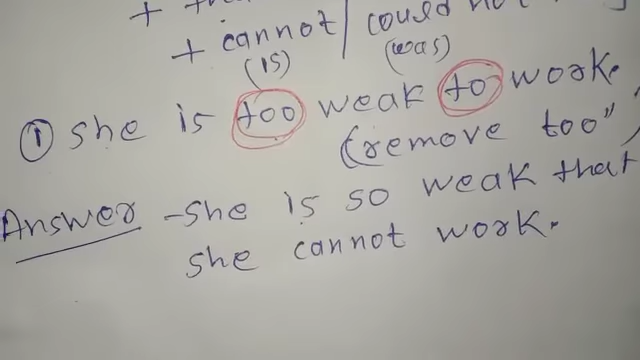 + cannot / could not
(is) (was)
① she is too weak to work.
(remove too"
Answer - she is so weak that
she cannot work.